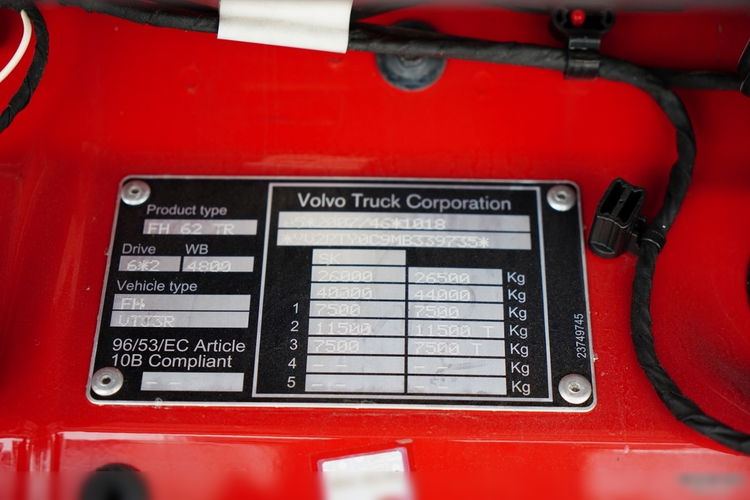 Product type
FH 62 TR
Drive WB
6*2 4800
Vehicle type
FH
VTT3R
96/53/EC Article
10B Compliant
- -
Volvo Truck Corporation
SK
26000 26500 Kg
44000 Kg
1 7500 7500 Kg
2 11500 11500 T Kg
3 7500 7500 T Kg
4 - - - - Kg
5 - - - - Kg
23749745